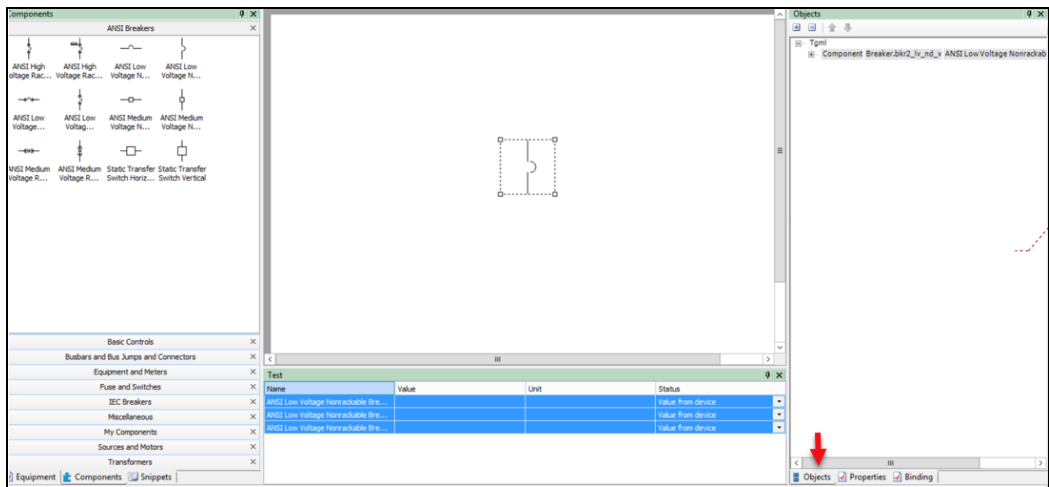 Components
ANSI Breakers
ANSI High
oltage Rac...
ANSI High
Voltage Rac...
ANSI Low
Voltage N...
ANSI Low
Voltage N...
ANSI Low
Voltage...
ANSI Low
Voltag...
ANSI Medium
Voltage N...
ANSI Medium
Voltage N...
ANSI Medium
Voltage R...
ANSI Medium
Voltage R...
Static Transfer
Switch Horiz...
Static Transfer
Switch Vertical
Basic Controls
Busbars and Bus Jumps and Connectors
Equipment and Meters
Fuse and Switches
IEC Breakers
Miscellaneous
My Components
Sources and Motors
Transformers
Equipment Components Snippets
Test
Name Value Unit Status
ANSI Low Voltage Nonrackable Bre... Value from device
ANSI Low Voltage Nonrackable Bre... Value from device
ANSI Low Voltage Nonrackable Bre... Value from device
Objects
Tgml
Component Breaker.bkr2_lv_nd_v ANSI Low Voltage Nonrackab
Objects Properties Binding